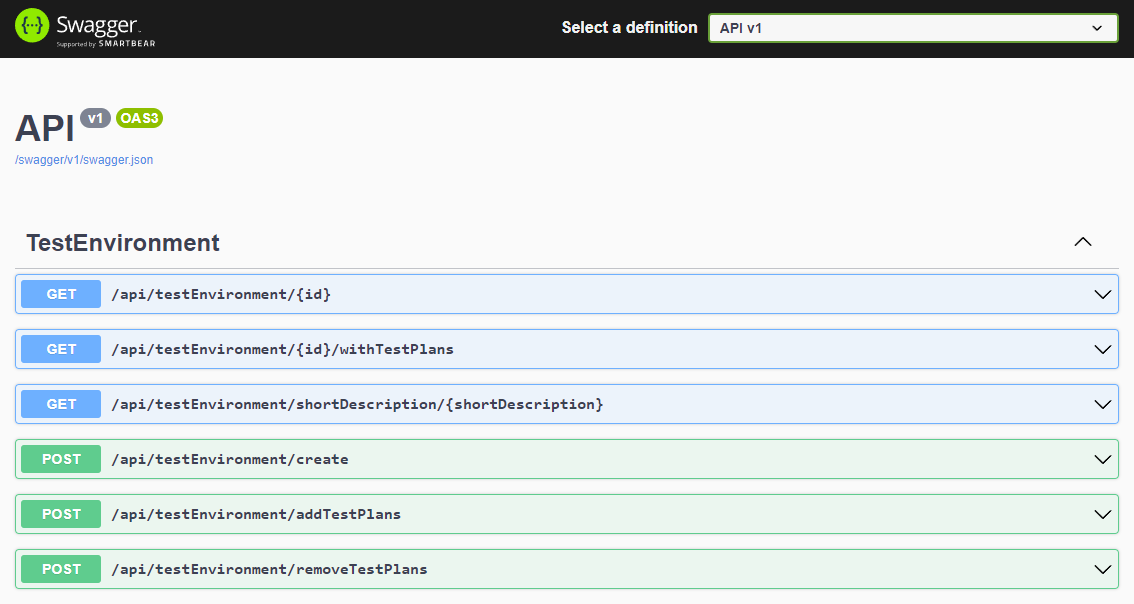 Swagger
Supported by SMARTBEAR
Select a definition
API v1
API v1 OAS3
/swagger/v1/swagger.json
TestEnvironment
GET /api/testEnvironment/{id}
GET /api/testEnvironment/{id}/withTestPlans
GET /api/testEnvironment/shortDescription/{shortDescription}
POST /api/testEnvironment/create
POST /api/testEnvironment/addTestPlans
POST /api/testEnvironment/removeTestPlans